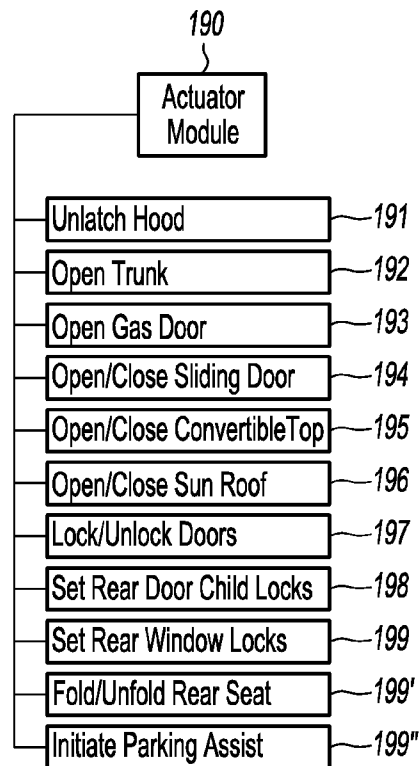 190
Actuator
Module
Unlatch Hood 191
Open Trunk 192
Open Gas Door 193
Open/Close Sliding Door 194
Open/Close ConvertibleTop 195
Open/Close Sun Roof 196
Lock/Unlock Doors 197
Set Rear Door Child Locks 198
Set Rear Window Locks 199
Fold/Unfold Rear Seat 199'
Initiate Parking Assist 199"